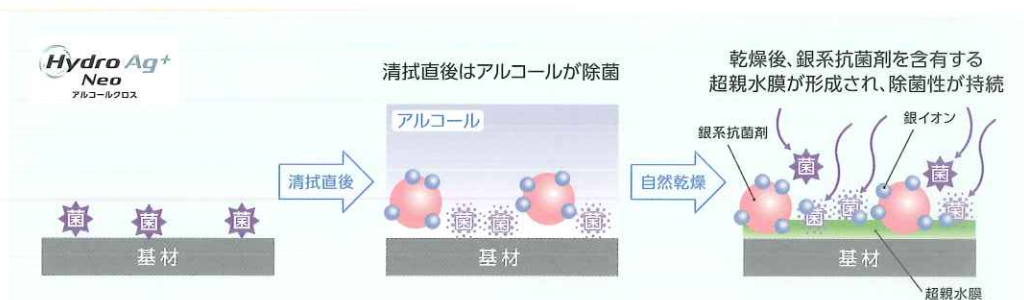 Hydro Ag+
Neo
アルコールクロス
菌
菌
菌
基材
清拭直後
清拭直後はアルコールが除菌
アルコール
菌
菌
菌
基材
自然乾燥
乾燥後、銀系抗菌剤を含有する
超親水膜が形成され、除菌性が持続
銀系抗菌剤
銀イオン
菌
菌
菌
菌
菌
基材
超親水膜